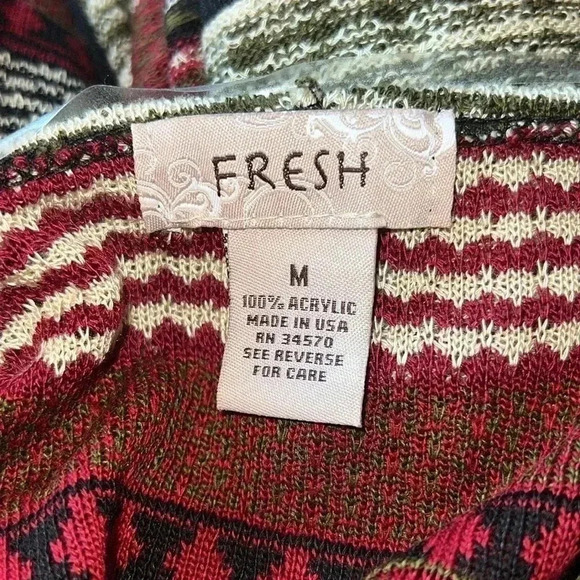 FRESH
M
100% ACRYLIC
MADE IN USA
RN 34570
SEE REVERSE
FOR CARE